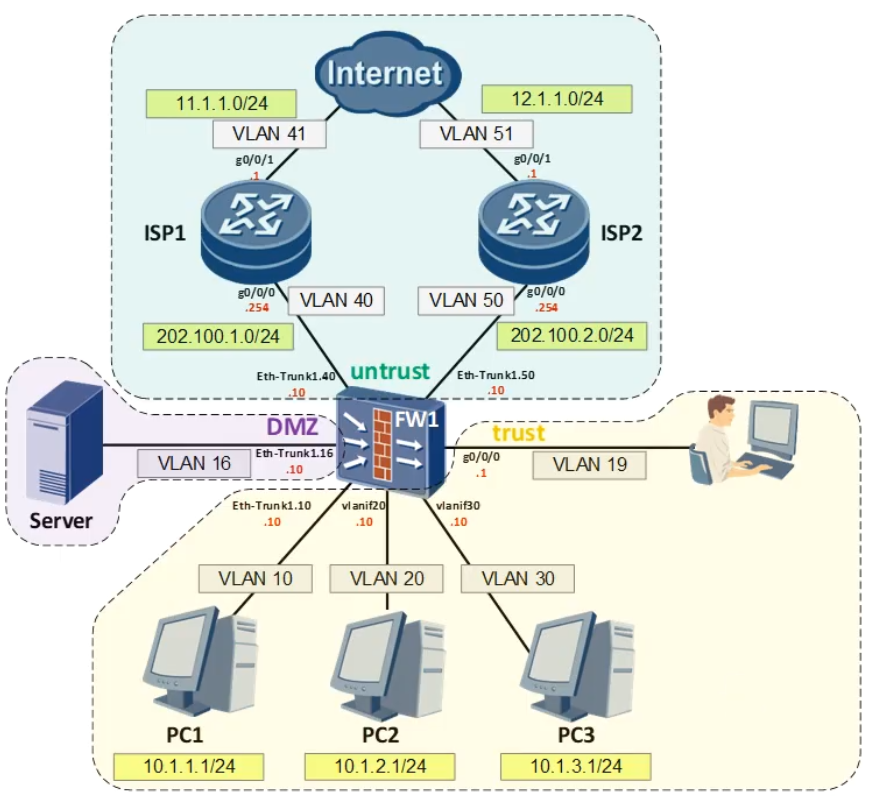 Internet
11.1.1.0/24
12.1.1.0/24
VLAN 41
VLAN 51
g0/0/1
.1
g0/0/1
.1
ISP1
ISP2
g0/0/0
.254
VLAN 40
VLAN 50
g0/0/0
.254
202.100.1.0/24
202.100.2.0/24
untrust
Eth-Trunk1.40
.10
Eth-Trunk1.50
.10
FW1
DMZ
trust
VLAN 16
Eth-Trunk1.16
.10
g0/0/0
.1
VLAN 19
Server
Eth-Trunk1.10
.10
vlanif20
.10
vlanif30
.10
VLAN 10
VLAN 20
VLAN 30
PC1
PC2
PC3
10.1.1.1/24
10.1.2.1/24
10.1.3.1/24